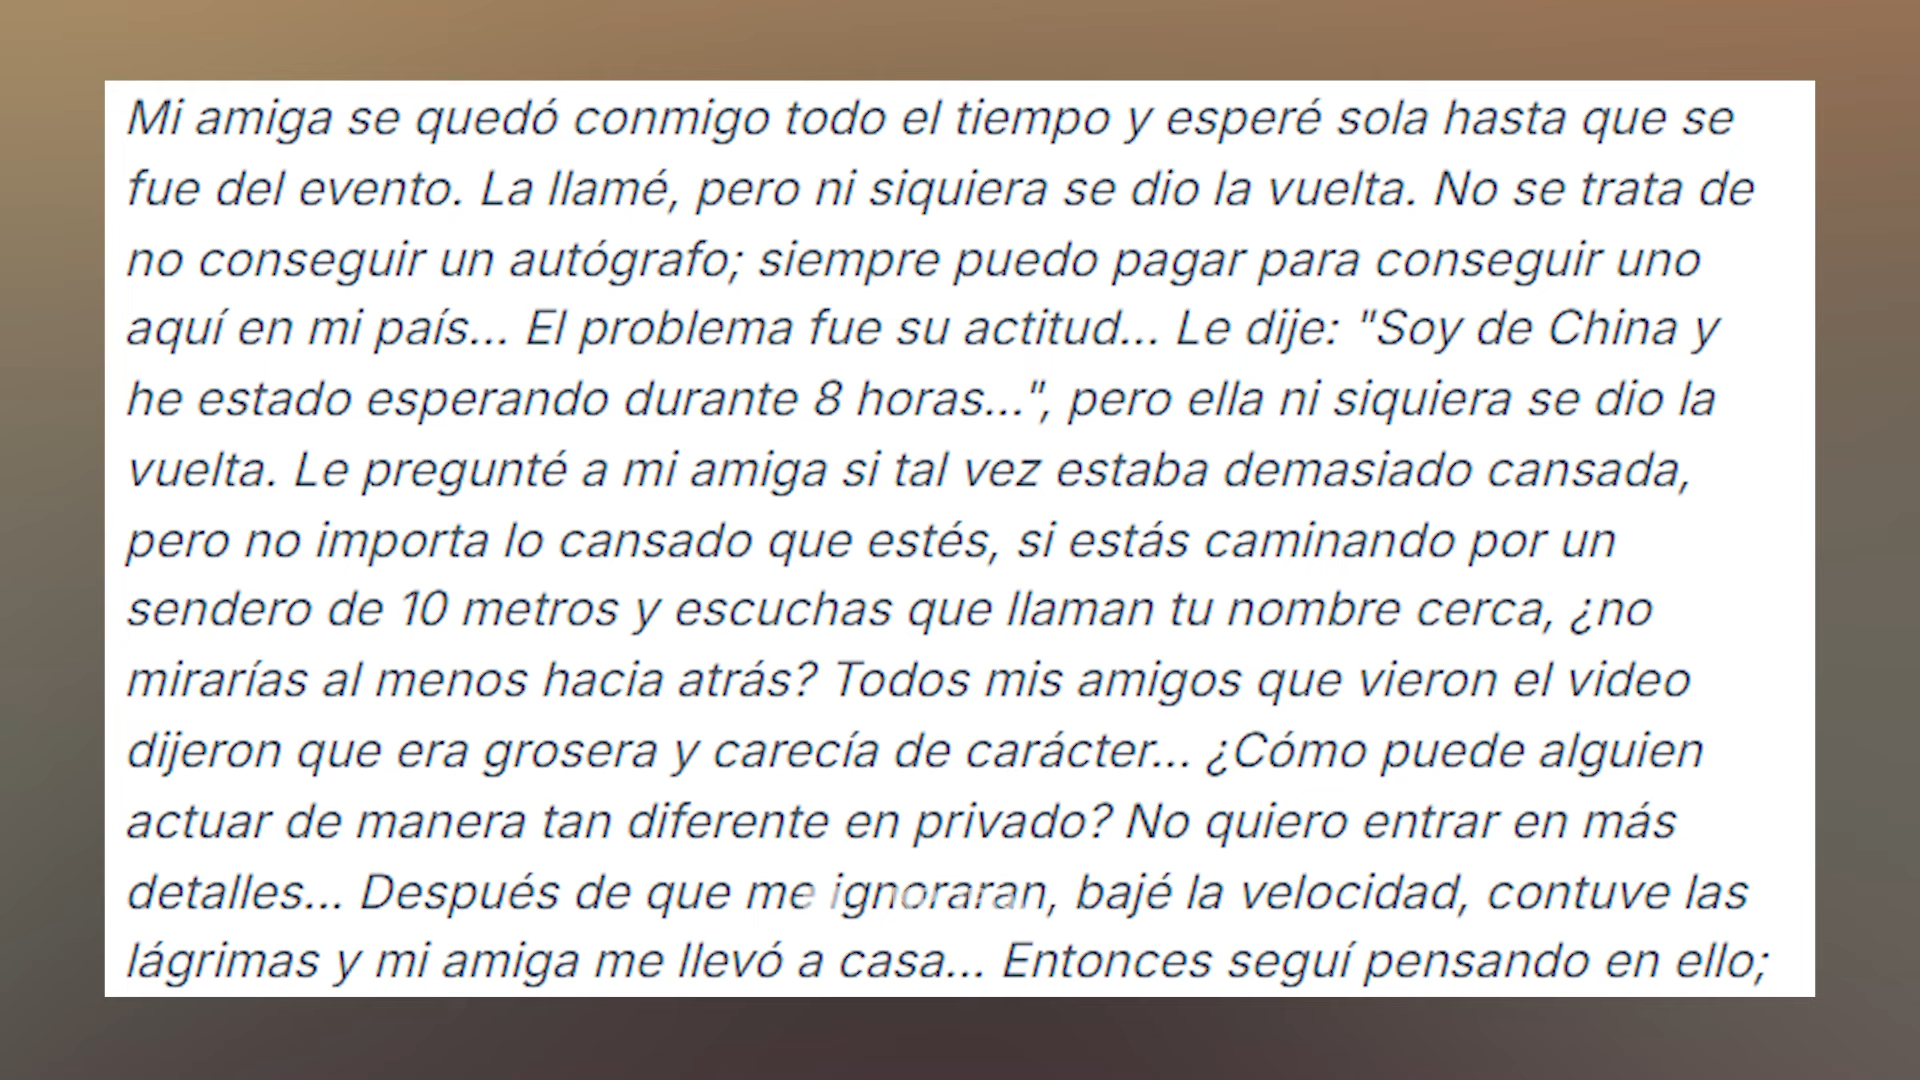 Mi amiga se quedó conmigo todo el tiempo y esperé sola hasta que se
fue del evento. La llamé, pero ni siquiera se dio la vuelta. No se trata de
no conseguir un autógrafo; siempre puedo pagar para conseguir uno
aquí en mi país... El problema fue su actitud... Le dije: "Soy de China y
he estado esperando durante 8 horas...", pero ella ni siquiera se dio la
vuelta. Le pregunté a mi amiga si tal vez estaba demasiado cansada,
pero no importa lo cansado que estés, si estás caminando por un
sendero de 10 metros y escuchas que llaman tu nombre cerca, ¿no
mirarías al menos hacia atrás? Todos mis amigos que vieron el video
dijeron que era grosera y carecía de carácter... ¿Cómo puede alguien
actuar de manera tan diferente en privado? No quiero entrar en más
detalles... Después de que me ignoraran, bajé la velocidad, contuve las
lágrimas y mi amiga me llevó a casa... Entonces seguí pensando en ello;